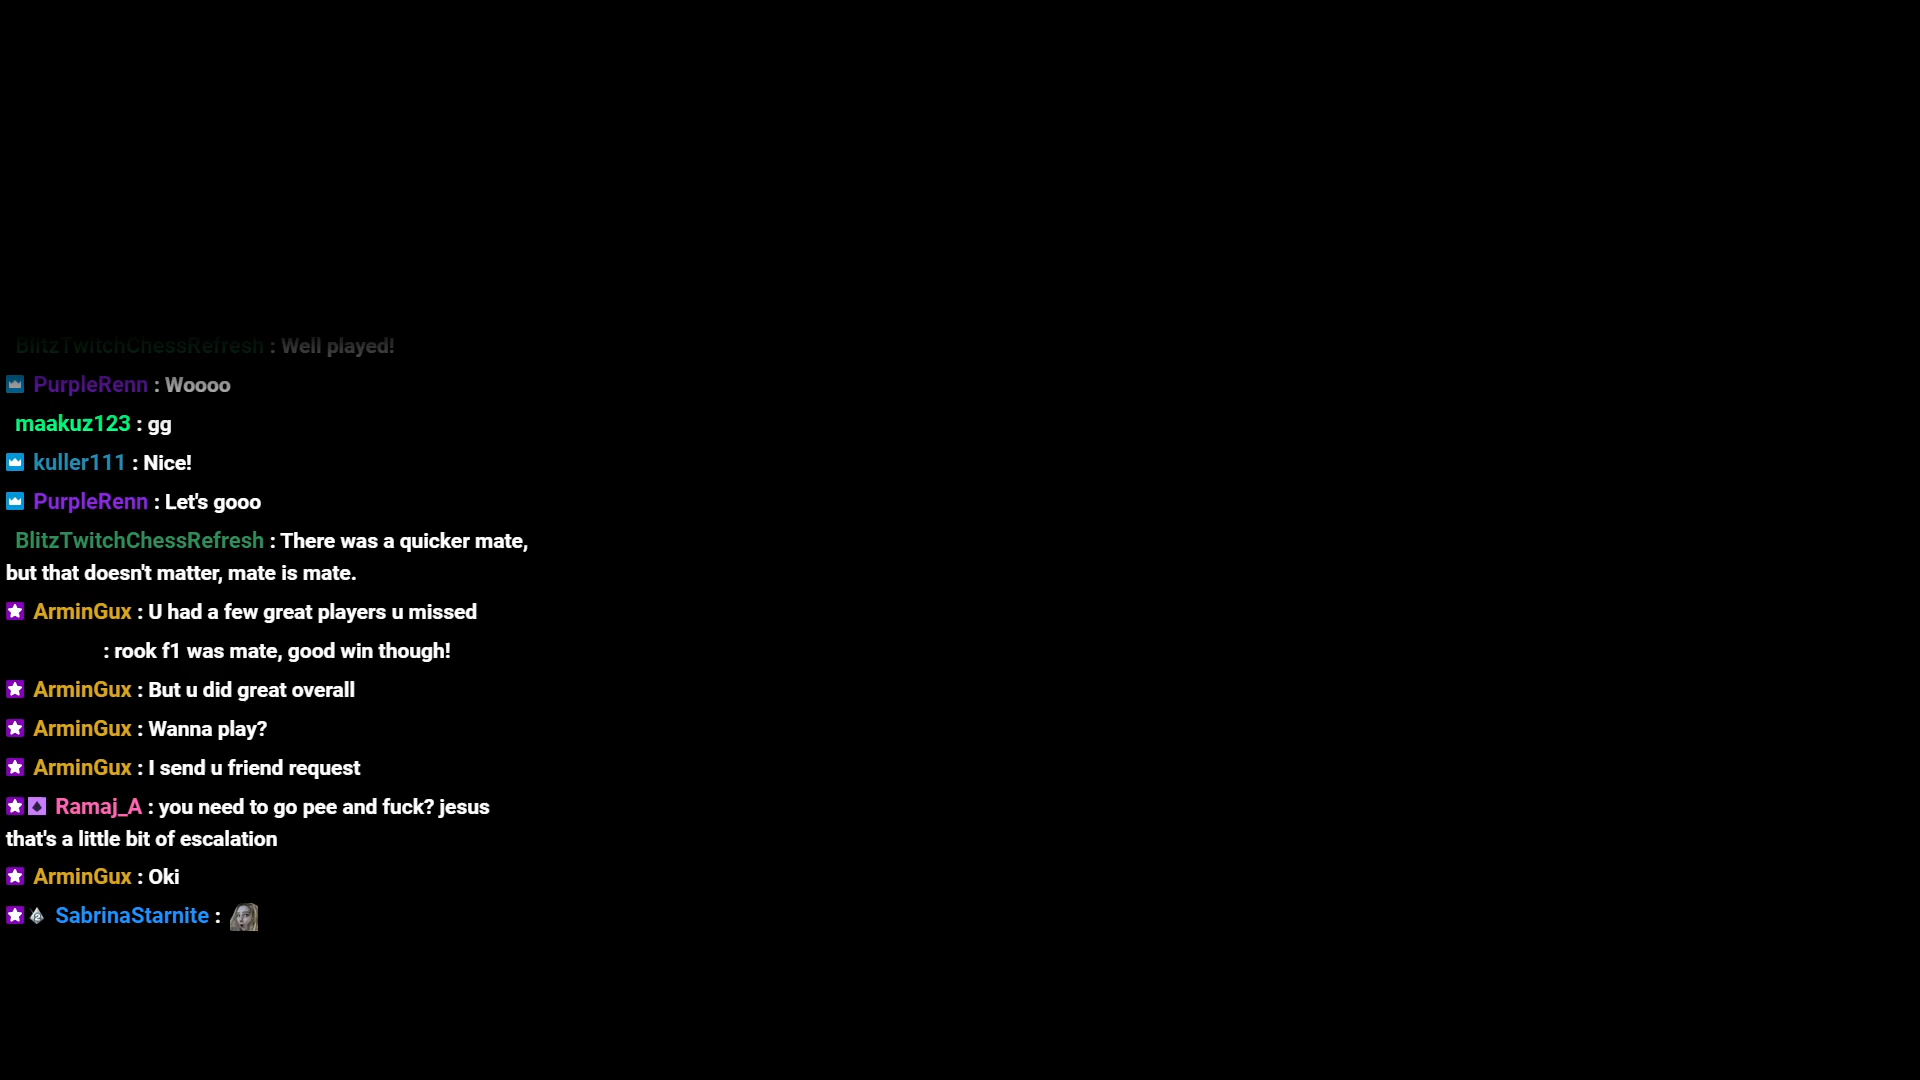 BlitzTwitchChessRefresh : Well played!
PurpleRenn : Woooo
maakuz123 : gg
kuller111 : Nice!
PurpleRenn : Let's gooo
BlitzTwitchChessRefresh : There was a quicker mate,
but that doesn't matter, mate is mate.
ArminGux : U had a few great players u missed
: rook f1 was mate, good win though!
ArminGux : But u did great overall
ArminGux : Wanna play?
ArminGux : I send u friend request
Ramaj_A : you need to go pee and fuck? jesus
that's a little bit of escalation
ArminGux : Oki
SabrinaStarnite :